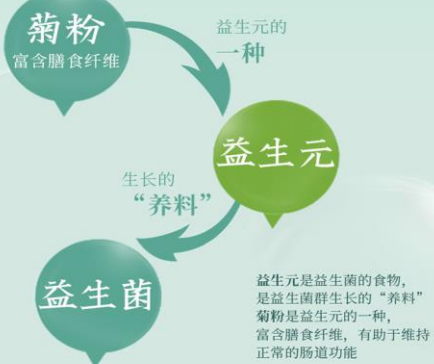 菊粉
富含膳食纤维
益生元的
一种
益生元
生长的
“养料”
益生菌
益生元是益生菌的食物，
是益生菌群生长的“养料”
菊粉是益生元的一种，
富含膳食纤维，有助于维持
正常的肠道功能